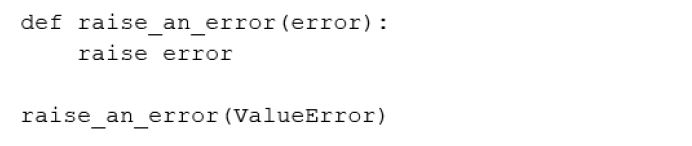 def raise_an_error(error):
    raise error

raise_an_error(ValueError)